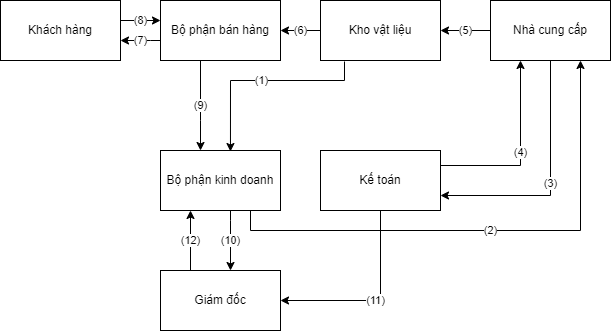 Khách hàng
(8)
(7)
Bộ phận bán hàng
(6)
Kho vật liệu
(5)
Nhà cung cấp
(9)
(1)
(4)
(3)
Bộ phận kinh doanh
Kế toán
(12)
(10)
(2)
Giám đốc
(11)